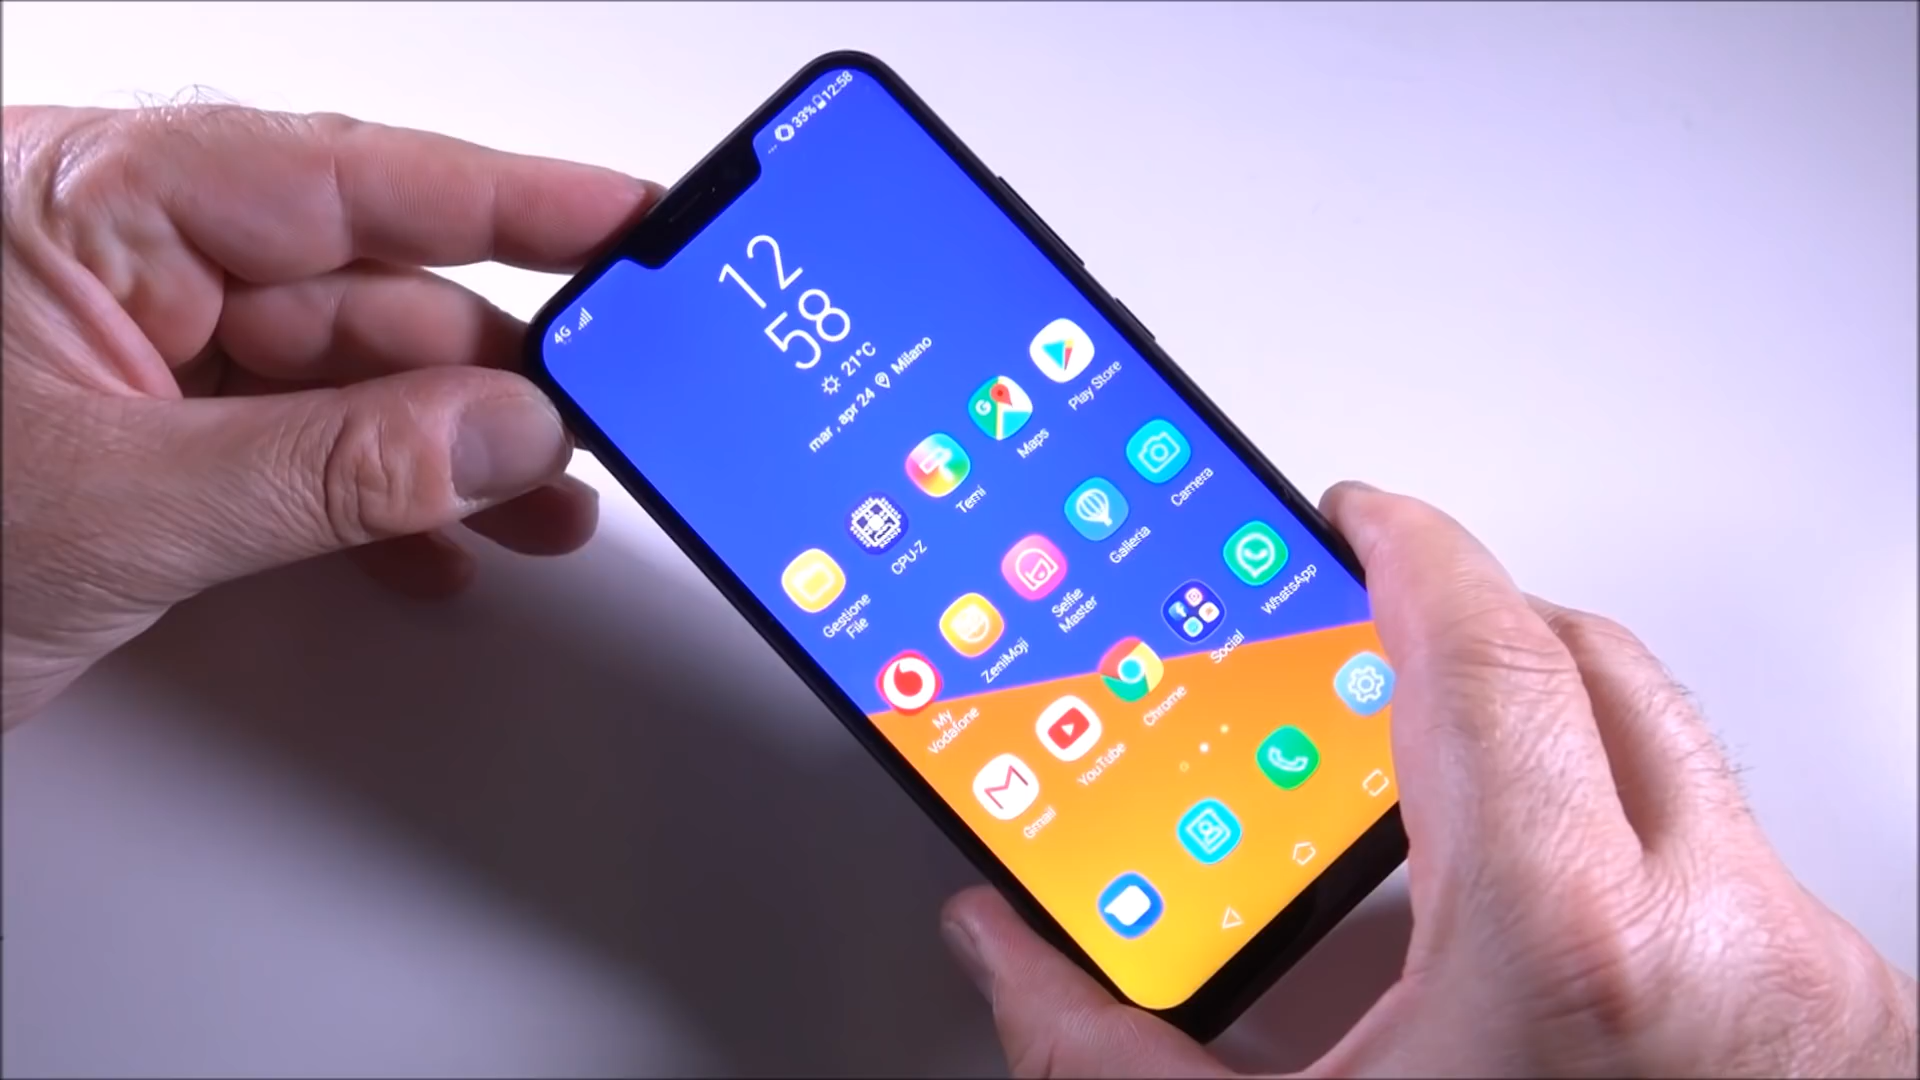 4G
33% 12:58
12
58
21°C
mar, apr 24 Milano
Gestione
File
CPU-Z
Temi
Maps
Play Store
My
Vodafone
ZeniMoji
Selfie
Master
Galleria
Camera
Gmail
YouTube
Chrome
Social
WhatsApp